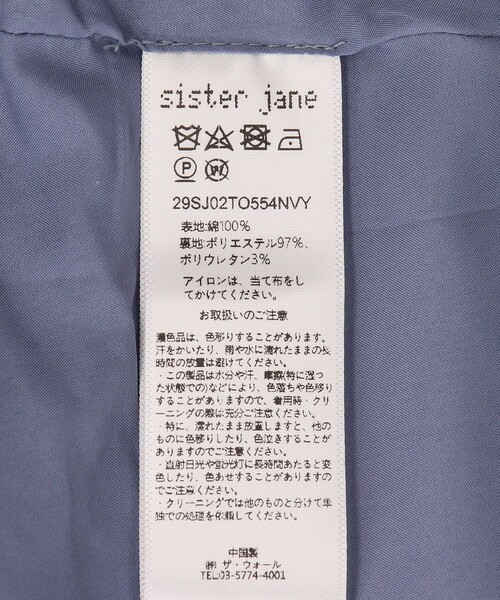 sister jane
P W
29SJ02TO554NVY
表地:綿100%
裏地:ポリエステル97%、
ポリウレタン3%
アイロンは、当て布をし
てかけてください。
お取扱いのご注意
濃色品は、色移りすることがあります。
汗をかいたり、雨や水に濡れたままの長
時間の放置は避けてください。
・この製品は水分や汗、摩擦(特に湿っ
た状態での)などにより、色落ちや色移り
することがありますので、着用時・クリ
ーニングの際は充分ご注意ください。
・特に、濡れたまま放置しますと、他の
ものに色移りしたり、色泣きすることが
ありますのでご注意ください。
・直射日光や蛍光灯に長時間あたると変
色したり、色あせすることがありますの
でご注意ください。
・クリーニングでは他のものと分けて単
独での処理を依頼してください。
中国製
㈱ ザ・ウォール
TEL:03-5774-4001